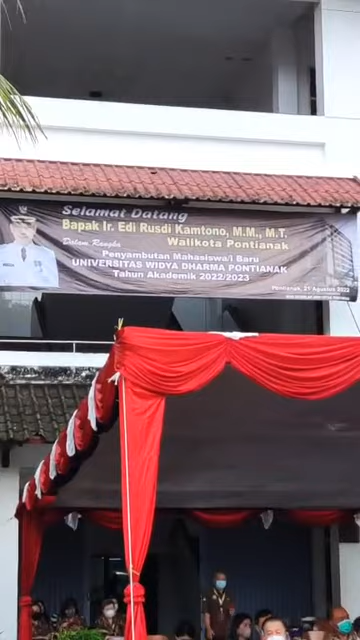 Selamat Datang
Bapak Ir. Edi Rusdi Kamtono, M.M., M.T.
Walikota Pontianak
Dalam Rangka
Penyambutan Mahasiswa/i Baru
UNIVERSITAS WIDYA DHARMA PONTIANAK
Tahun Akademik 2022/2023
Pontianak, 27 Agustus 2022